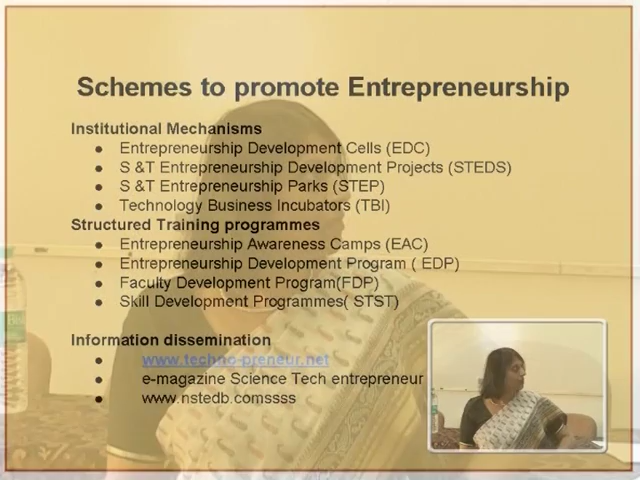 Schemes to promote Entrepreneurship
Institutional Mechanisms
● Entrepreneurship Development Cells (EDC)
● S &T Entrepreneurship Development Projects (STEDS)
● S &T Entrepreneurship Parks (STEP)
● Technology Business Incubators (TBI)
Structured Training programmes
● Entrepreneurship Awareness Camps (EAC)
● Entrepreneurship Development Program ( EDP)
● Faculty Development Program(FDP)
● Skill Development Programmes( STST)
Information dissemination
● www.techno-preneur.net
● e-magazine Science Tech entrepreneur
● www.nstedb.comssss